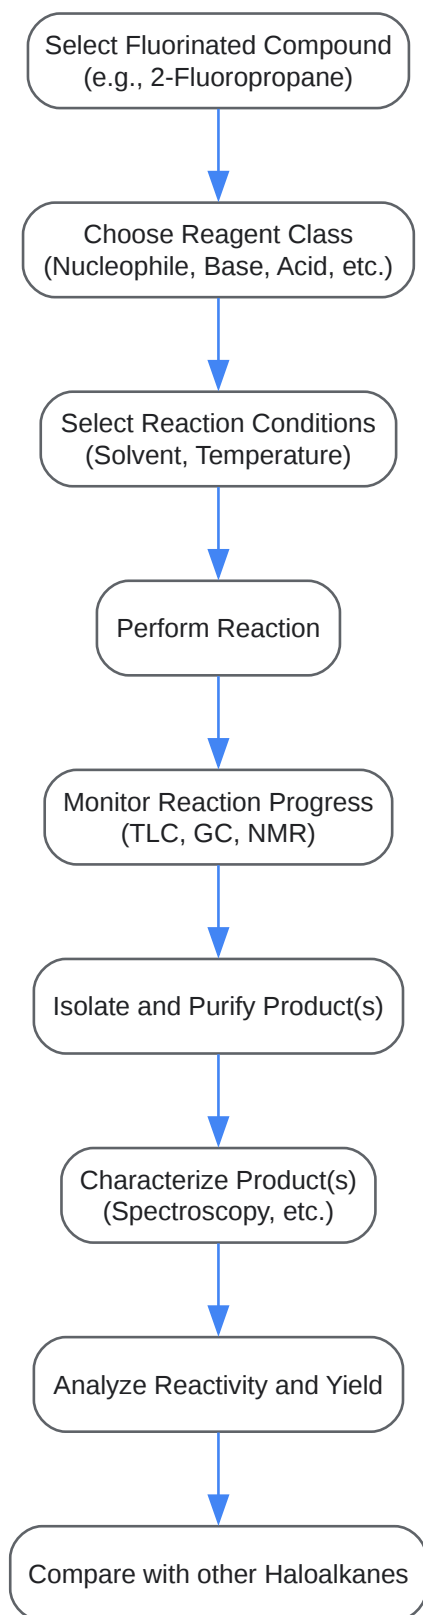 Select Fluorinated Compound
(e.g., 2-Fluoropropane)
Choose Reagent Class
(Nucleophile, Base, Acid, etc.)
Select Reaction Conditions
(Solvent, Temperature)
Perform Reaction
Monitor Reaction Progress
(TLC, GC, NMR)
Isolate and Purify Product(s)
Characterize Product(s)
(Spectroscopy, etc.)
Analyze Reactivity and Yield
Compare with other Haloalkanes